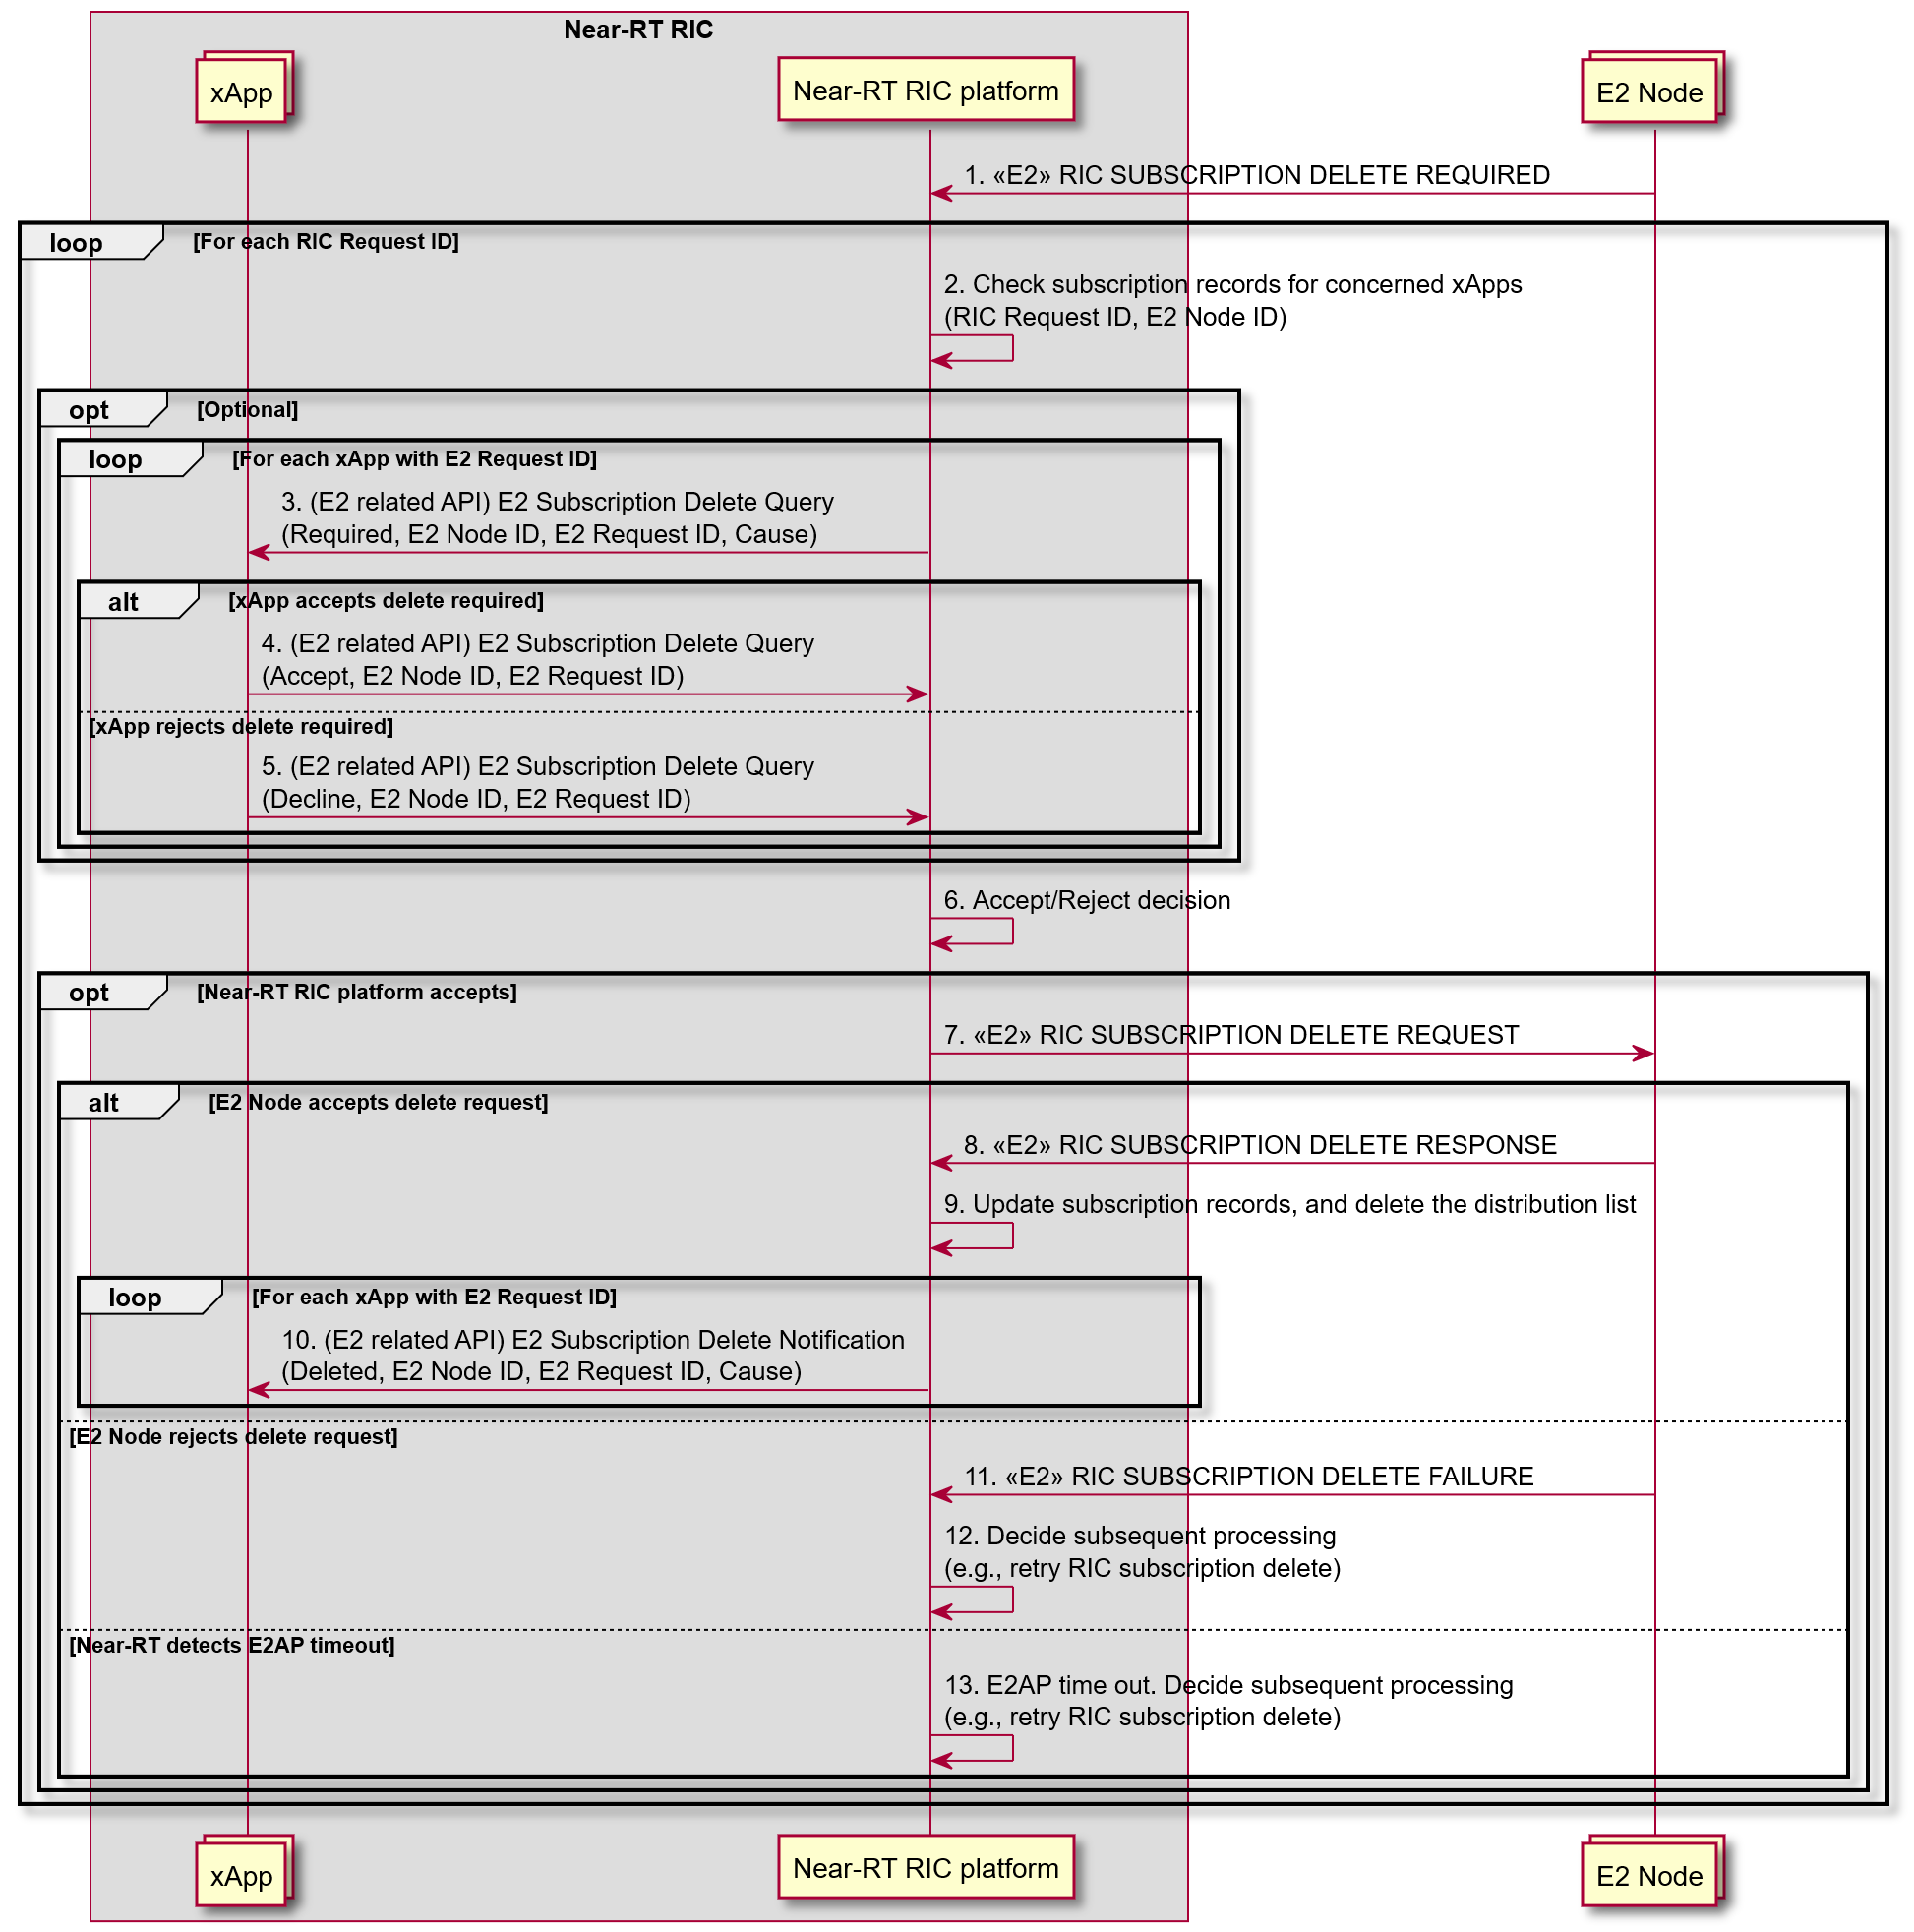 Near-RT RIC
xApp
Near-RT RIC platform
E2 Node
1. «E2» RIC SUBSCRIPTION DELETE REQUIRED
loop
[For each RIC Request ID]
2. Check subscription records for concerned xApps
(RIC Request ID, E2 Node ID)
opt
[Optional]
loop
[For each xApp with E2 Request ID]
3. (E2 related API) E2 Subscription Delete Query
(Required, E2 Node ID, E2 Request ID, Cause)
alt
[xApp accepts delete required]
4. (E2 related API) E2 Subscription Delete Query
(Accept, E2 Node ID, E2 Request ID)
[xApp rejects delete required]
5. (E2 related API) E2 Subscription Delete Query
(Decline, E2 Node ID, E2 Request ID)
6. Accept/Reject decision
opt
[Near-RT RIC platform accepts]
7. «E2» RIC SUBSCRIPTION DELETE REQUEST
alt
[E2 Node accepts delete request]
8. «E2» RIC SUBSCRIPTION DELETE RESPONSE
9. Update subscription records, and delete the distribution list
loop
[For each xApp with E2 Request ID]
10. (E2 related API) E2 Subscription Delete Notification
(Deleted, E2 Node ID, E2 Request ID, Cause)
[E2 Node rejects delete request]
11. «E2» RIC SUBSCRIPTION DELETE FAILURE
12. Decide subsequent processing
(e.g., retry RIC subscription delete)
[Near-RT detects E2AP timeout]
13. E2AP time out. Decide subsequent processing
(e.g., retry RIC subscription delete)
xApp
Near-RT RIC platform
E2 Node